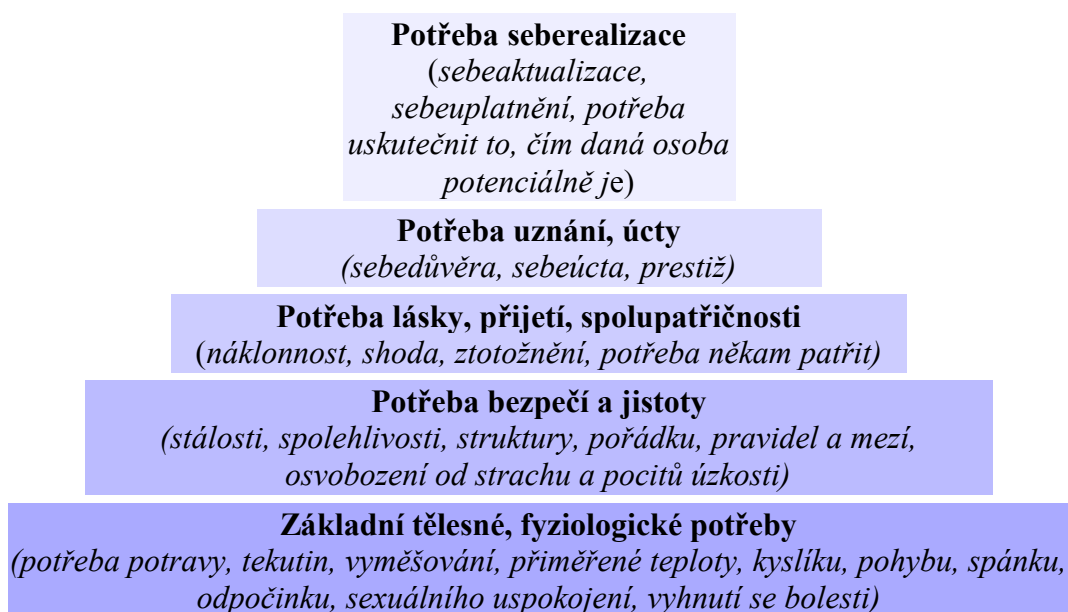 Potřeba seberealizace
(sebeaktualizace,
sebeuplatnění, potřeba
uskutečnit to, čím daná osoba
potenciálně je)
Potřeba uznání, úcty
(sebedůvěra, sebeúcta, prestiž)
Potřeba lásky, přijetí, spolupatřičnosti
(náklonnost, shoda, ztotožnění, potřeba někam patřit)
Potřeba bezpečí a jistoty
(stálosti, spolehlivosti, struktury, pořádku, pravidel a mezí,
osvobození od strachu a pocitů úzkosti)
Základní tělesné, fyziologické potřeby
(potřeba potravy, tekutin, vyměšování, přiměřené teploty, kyslíku, pohybu, spánku,
odpočinku, sexuálního uspokojení, vyhnutí se bolesti)